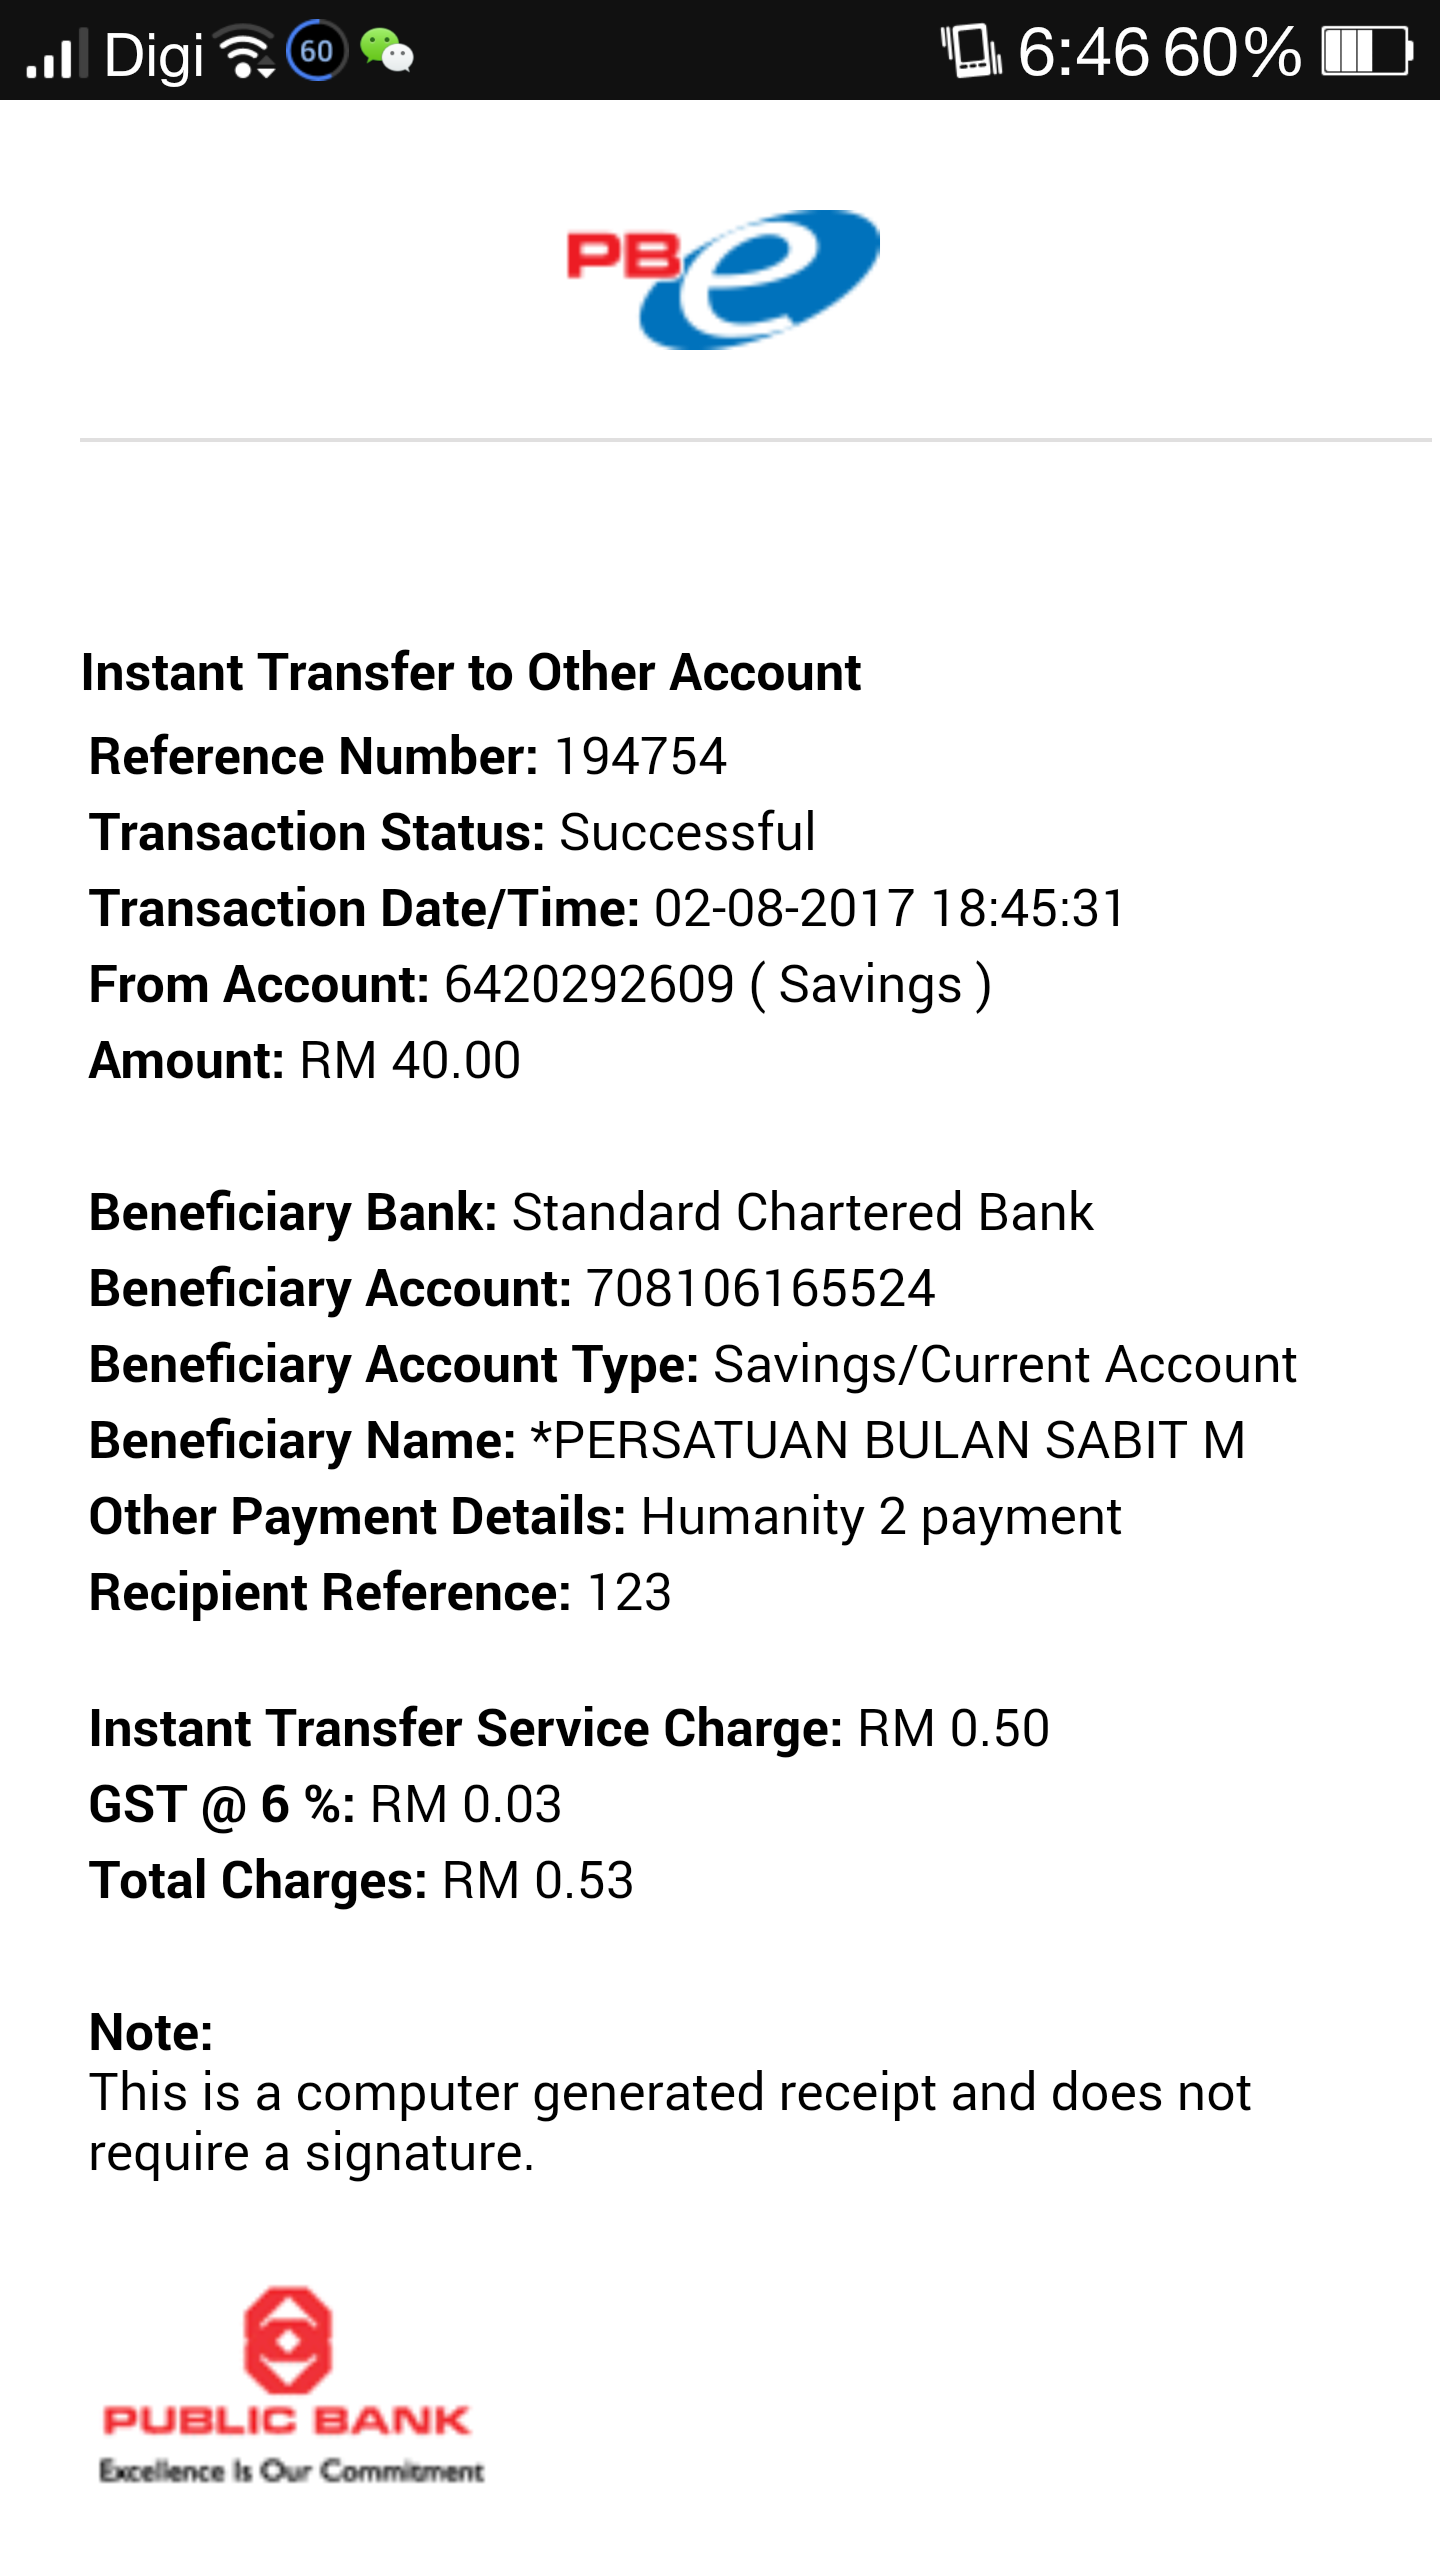 Digi 60 6:46 60%
PBe
Instant Transfer to Other Account
Reference Number: 194754
Transaction Status: Successful
Transaction Date/Time: 02-08-2017 18:45:31
From Account: 6420292609 ( Savings )
Amount: RM 40.00
Beneficiary Bank: Standard Chartered Bank
Beneficiary Account: 708106165524
Beneficiary Account Type: Savings/Current Account
Beneficiary Name: *PERSATUAN BULAN SABIT M
Other Payment Details: Humanity 2 payment
Recipient Reference: 123
Instant Transfer Service Charge: RM 0.50
GST @ 6 %: RM 0.03
Total Charges: RM 0.53
Note:
This is a computer generated receipt and does not
require a signature.
PUBLIC BANK
Excellence Is Our Commitment